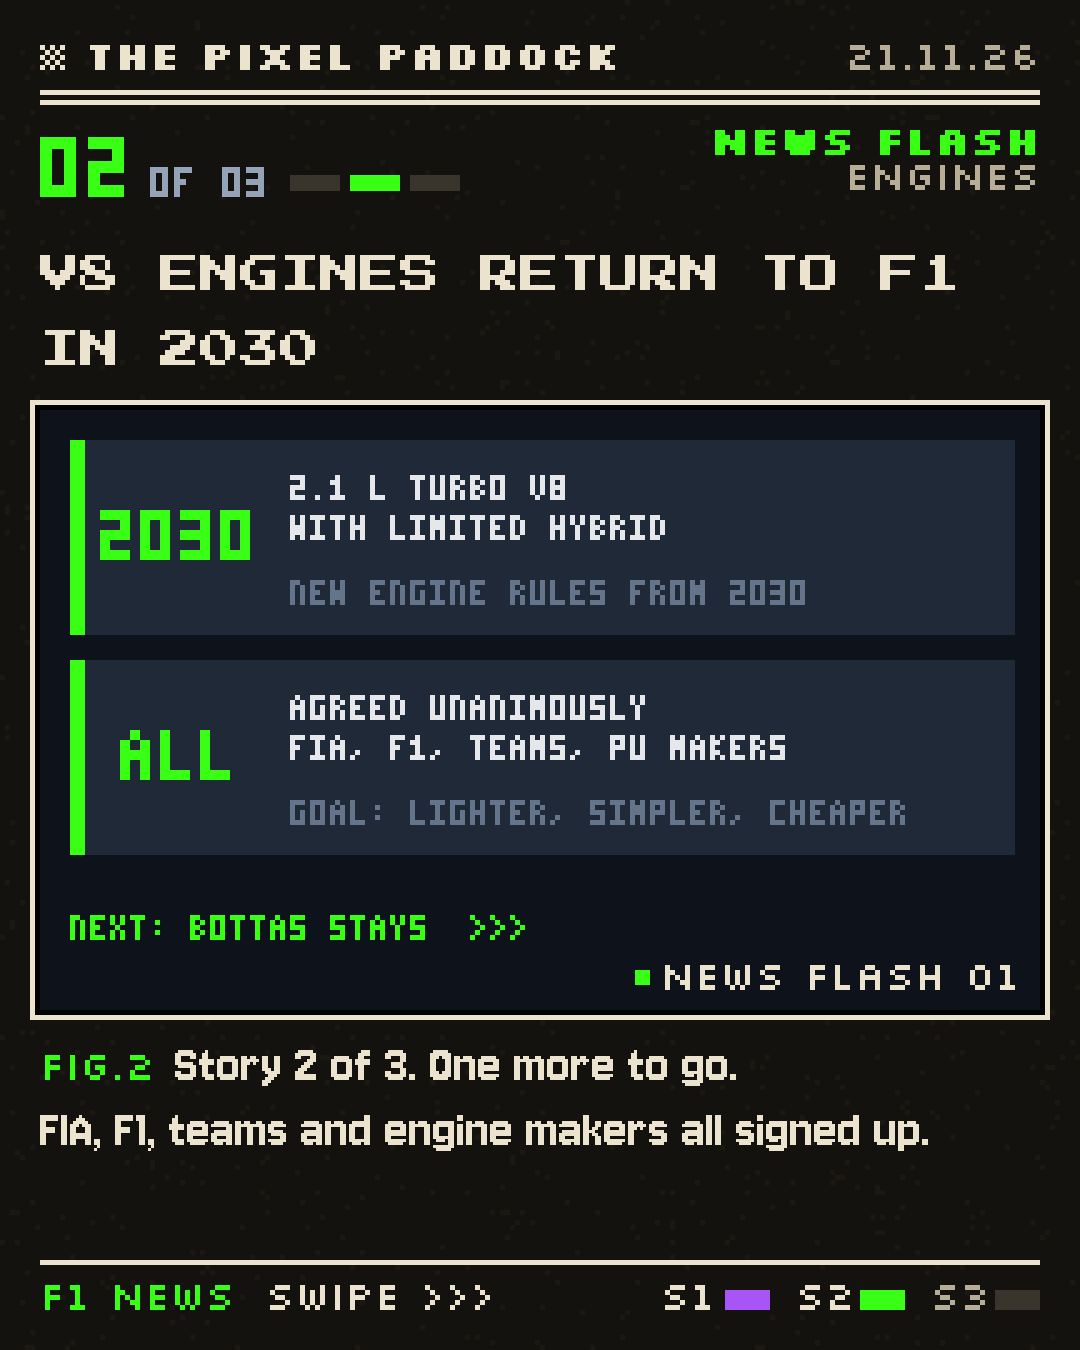 THE PIXEL PADDOCK
21.11.26
02 OF 03
NEWS FLASH
ENGINES
V8 ENGINES RETURN TO F1
IN 2030
2030
2.1 L TURBO V8
WITH LIMITED HYBRID
NEW ENGINE RULES FROM 2030
ALL
AGREED UNANIMOUSLY
FIA, F1, TEAMS, PU MAKERS
GOAL: LIGHTER, SIMPLER, CHEAPER
NEXT: BOTTAS STAYS >>>
NEWS FLASH 01
FIG.2 Story 2 of 3. One more to go.
FIA, F1, teams and engine makers all signed up.
F1 NEWS SWIPE >>>
S1 S2 S3